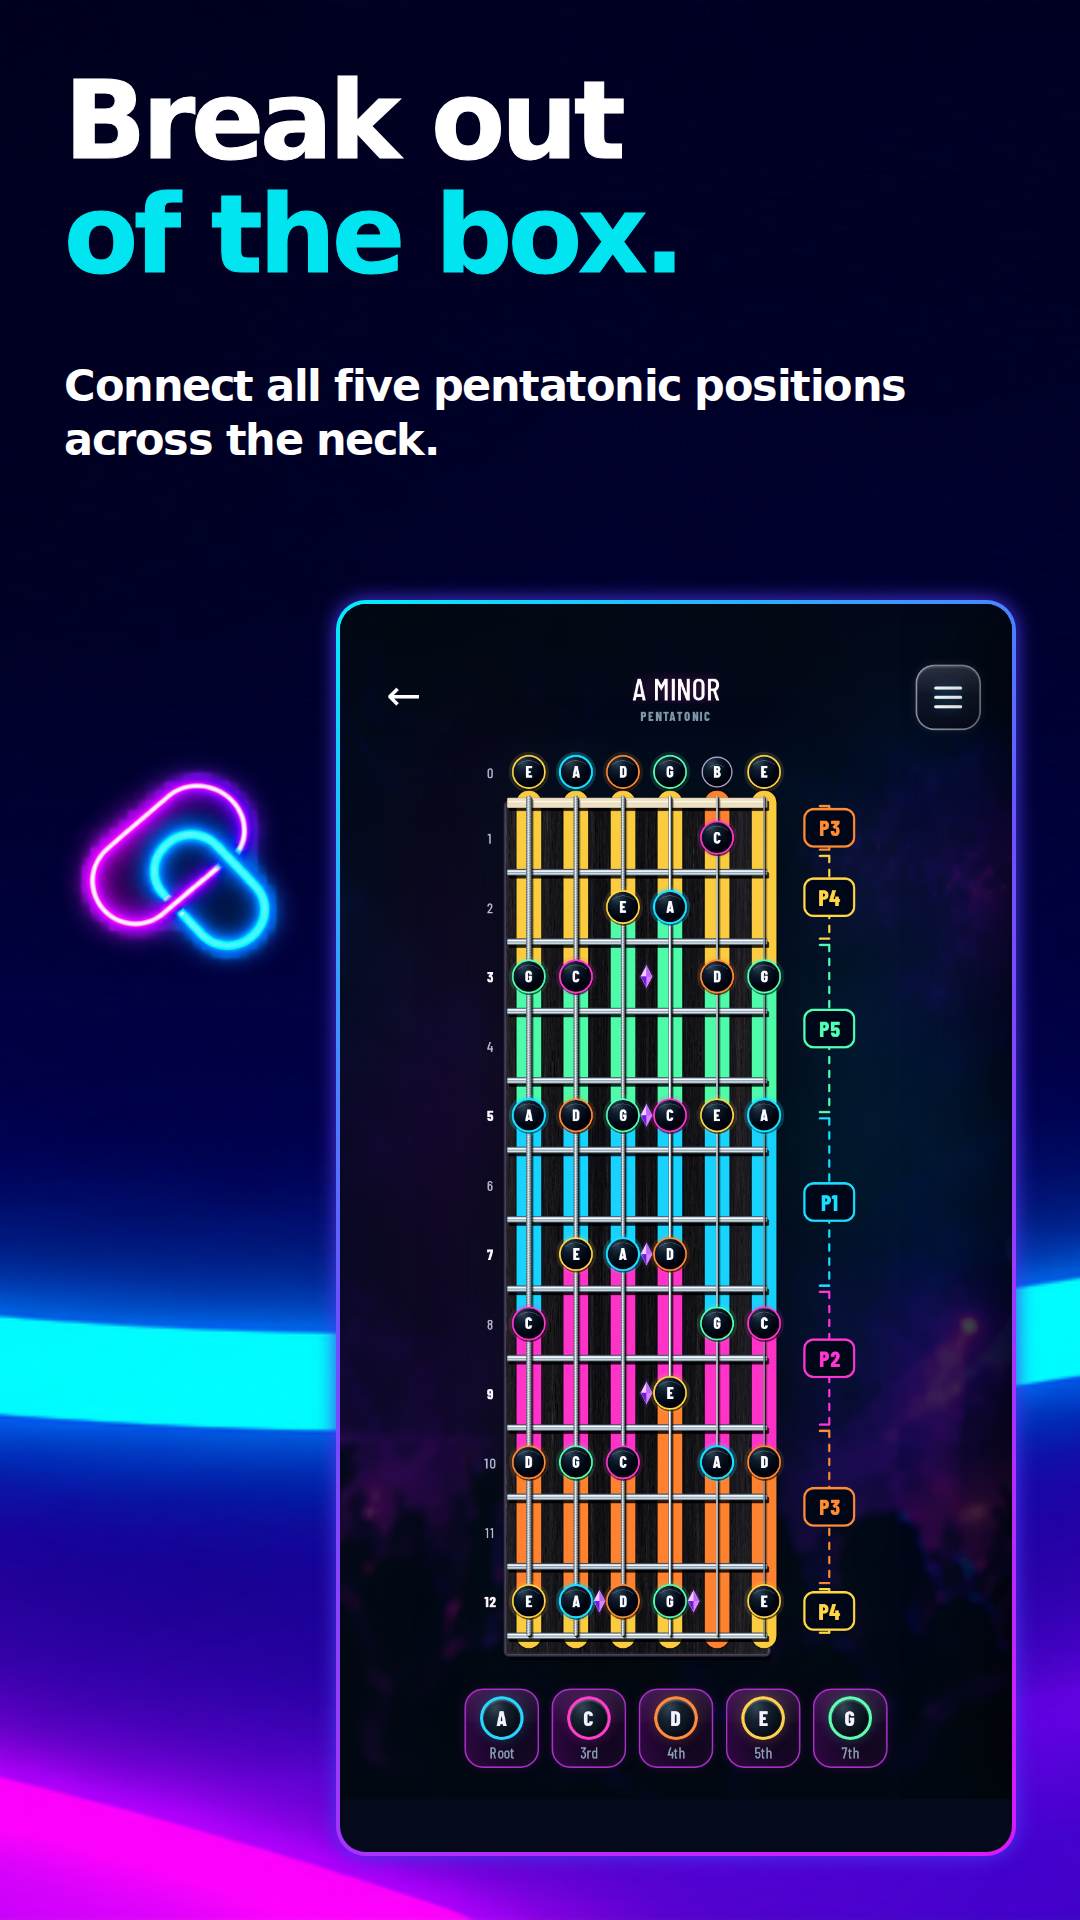 Break out
of the box.
Connect all five pentatonic positions
across the neck.
←
A MINOR
PENTATONIC
0 E A D G B E
1 C P3
2 E A P4
3 G C D G
4 P5
5 A D G C E A
6 P1
7 E A D
8 C G C P2
9 E
10 D G C A D
11 P3
12 E A D G E P4
A C D E G
Root 3rd 4th 5th 7th